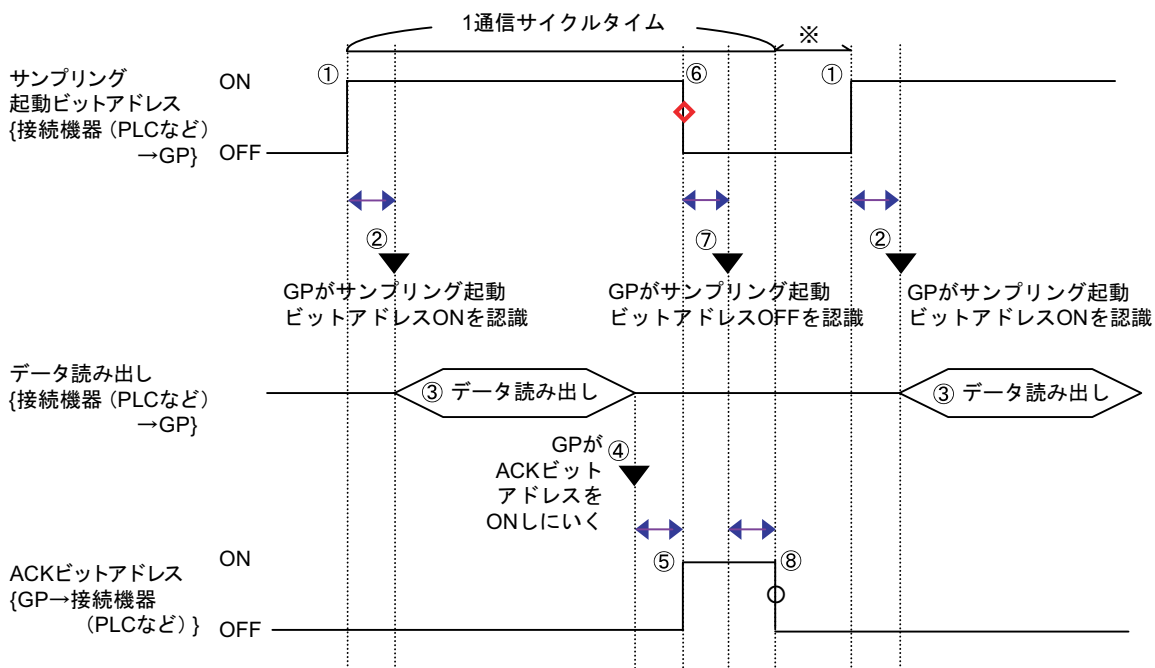 1通信サイクルタイム
※
サンプリング
起動ビットアドレス
{接続機器（PLCなど）
→GP}
ON
OFF
①
⑥
①
②
⑦
②
GPがサンプリング起動
ビットアドレスONを認識
GPがサンプリング起動
ビットアドレスOFFを認識
GPがサンプリング起動
ビットアドレスONを認識
データ読み出し
{接続機器（PLCなど）
→GP}
③ データ読み出し
③ データ読み出し
GPが
ACKビット
アドレスを
ONしにいく
④
ACKビットアドレス
{GP→接続機器
（PLCなど）}
ON
OFF
⑤
⑧